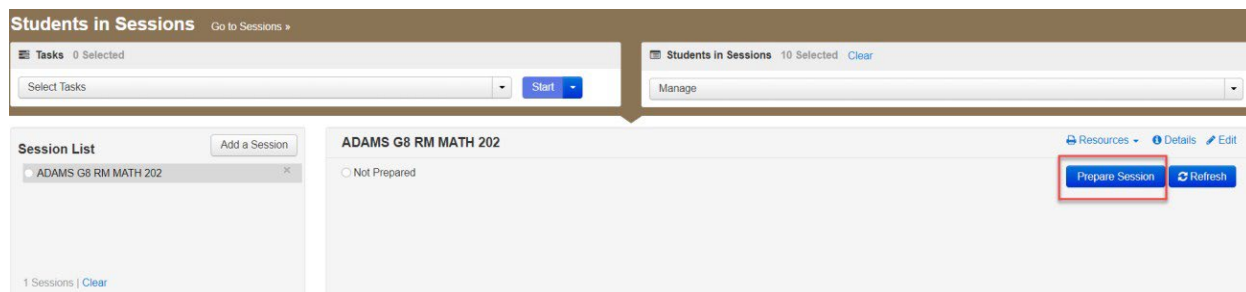 Students in Sessions Go to Sessions »
Tasks 0 Selected
Students in Sessions 10 Selected Clear
Select Tasks
Start
Manage
Session List
Add a Session
ADAMS G8 RM MATH 202
Resources
Details
Edit
ADAMS G8 RM MATH 202 ×
Not Prepared
Prepare Session
Refresh
1 Sessions | Clear